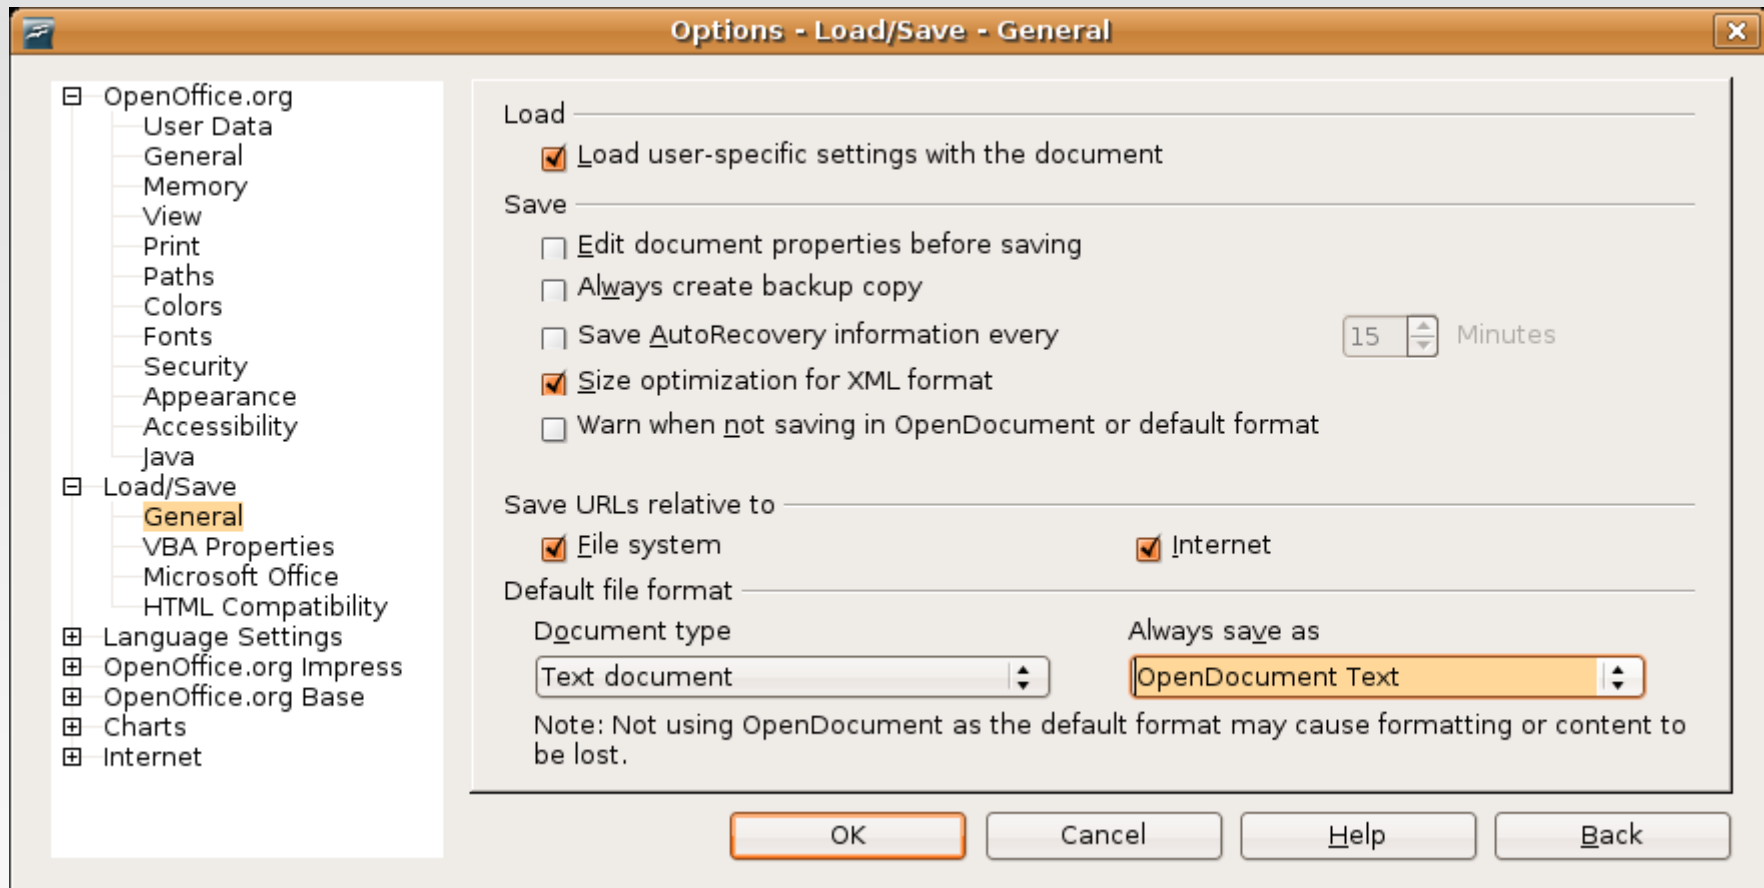 Options - Load/Save - General
OpenOffice.org
User Data
General
Memory
View
Print
Paths
Colors
Fonts
Security
Appearance
Accessibility
Java
Load/Save
General
VBA Properties
Microsoft Office
HTML Compatibility
Language Settings
OpenOffice.org Impress
OpenOffice.org Base
Charts
Internet
Load
Load user-specific settings with the document
Save
Edit document properties before saving
Always create backup copy
Save AutoRecovery information every 15 Minutes
Size optimization for XML format
Warn when not saving in OpenDocument or default format
Save URLs relative to
File system Internet
Default file format
Document type Always save as
Text document OpenDocument Text
Note: Not using OpenDocument as the default format may cause formatting or content to
be lost.
OK Cancel Help Back